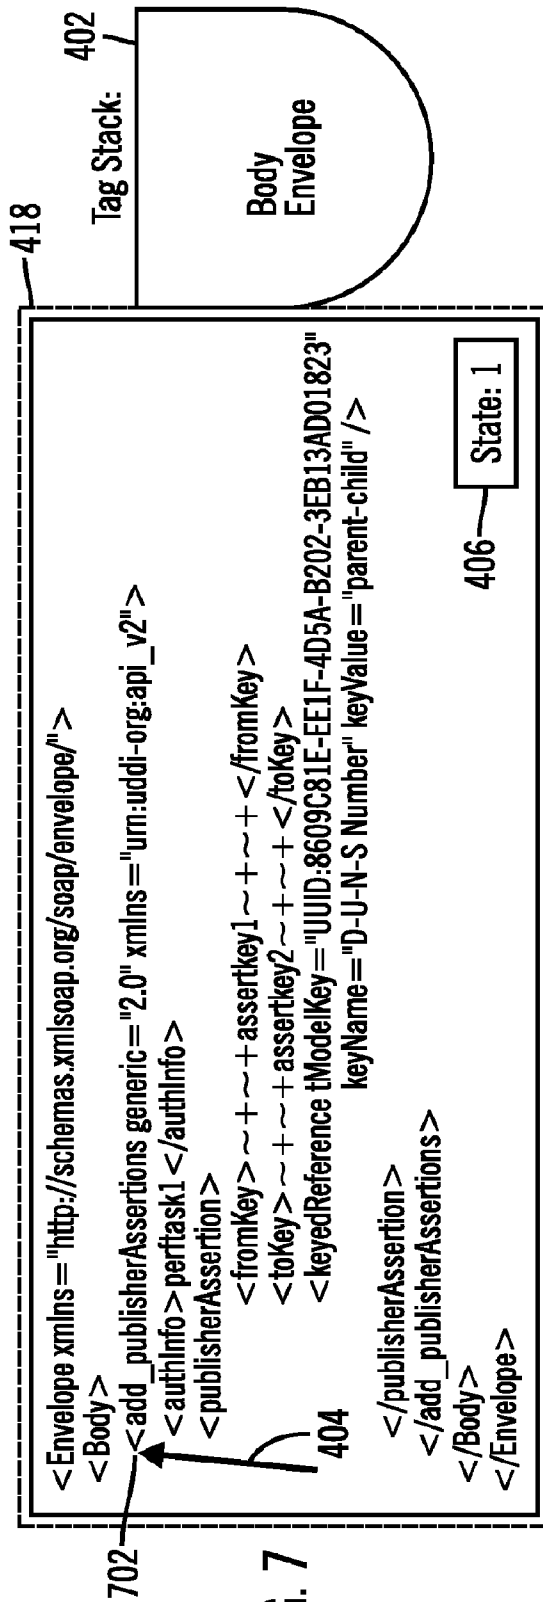 418
<Envelope xmlns="http://schemas.xmlsoap.org/soap/envelope/">
<Body>
<add_publisherAssertions generic="2.0" xmlns="urn:uddi-org:api_v2">
<authInfo>perftask1</authInfo>
<publisherAssertion>
<fromKey>~+~+~+assertkey1~+~+</fromKey>
<toKey>~+~+~+assertkey2~+~+</toKey>
<keyedReference tModelKey="UUID:8609C81E-EE1F-4D5A-B202-3EB13AD01823"
keyName="D-U-N-S Number" keyValue="parent-child" />
</publisherAssertion>
</add_publisherAssertions>
</Body>
</Envelope>
702
404
406
State: 1
Tag Stack:
402
Body
Envelope
. 7